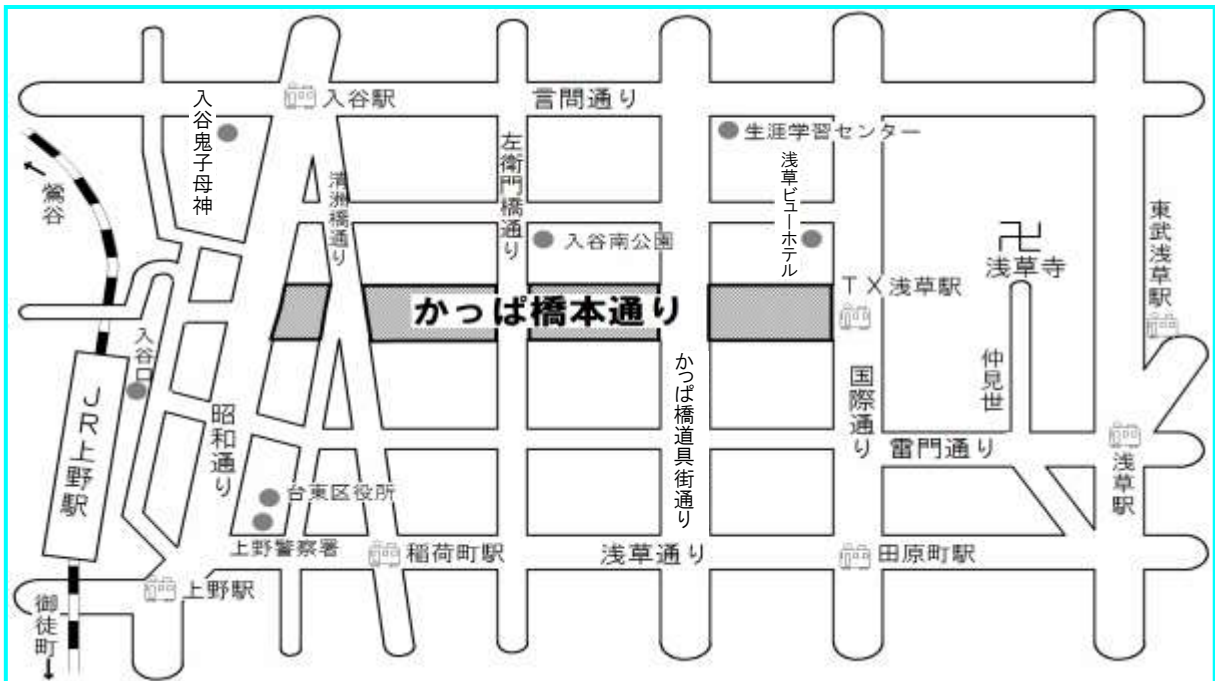 入谷駅
言問通り
入谷鬼子母神
生涯学習センター
左衛門橋通り
清洲橋通り
浅草ビューホテル
鶯谷
入谷南公園
浅草寺
東武浅草駅
TX浅草駅
かっぱ橋本通り
入谷口
仲見世
かっぱ橋道具街通り
国際通り
JR上野駅
昭和通り
雷門通り
浅草駅
台東区役所
上野警察署
稲荷町駅
浅草通り
田原町駅
上野駅
御徒町